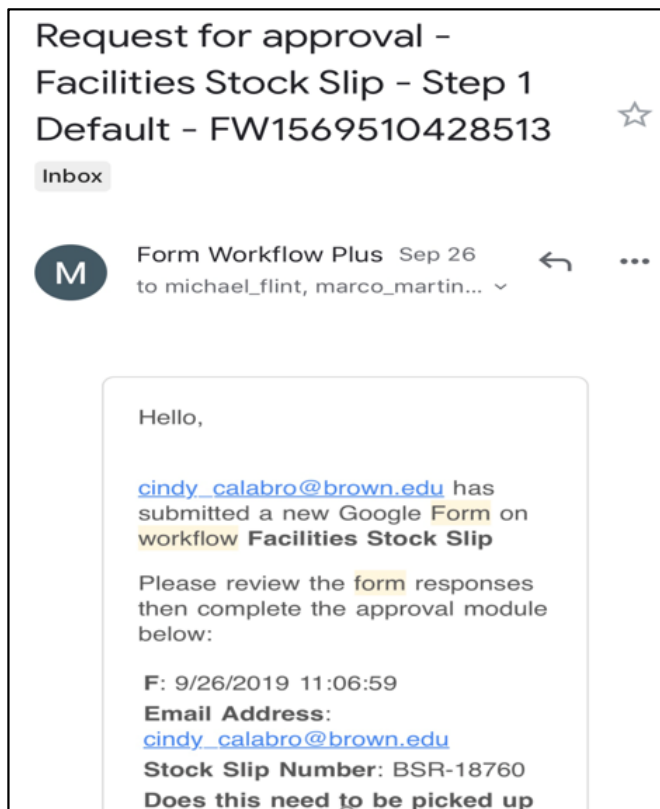 Request for approval -
Facilities Stock Slip - Step 1
Default - FW1569510428513
Inbox
M
Form Workflow Plus Sep 26
to michael_flint, marco_martin...
Hello,
cindy_calabro@brown.edu has
submitted a new Google Form on
workflow Facilities Stock Slip
Please review the form responses
then complete the approval module
below:
F: 9/26/2019 11:06:59
Email Address:
cindy_calabro@brown.edu
Stock Slip Number: BSR-18760
Does this need to be picked up